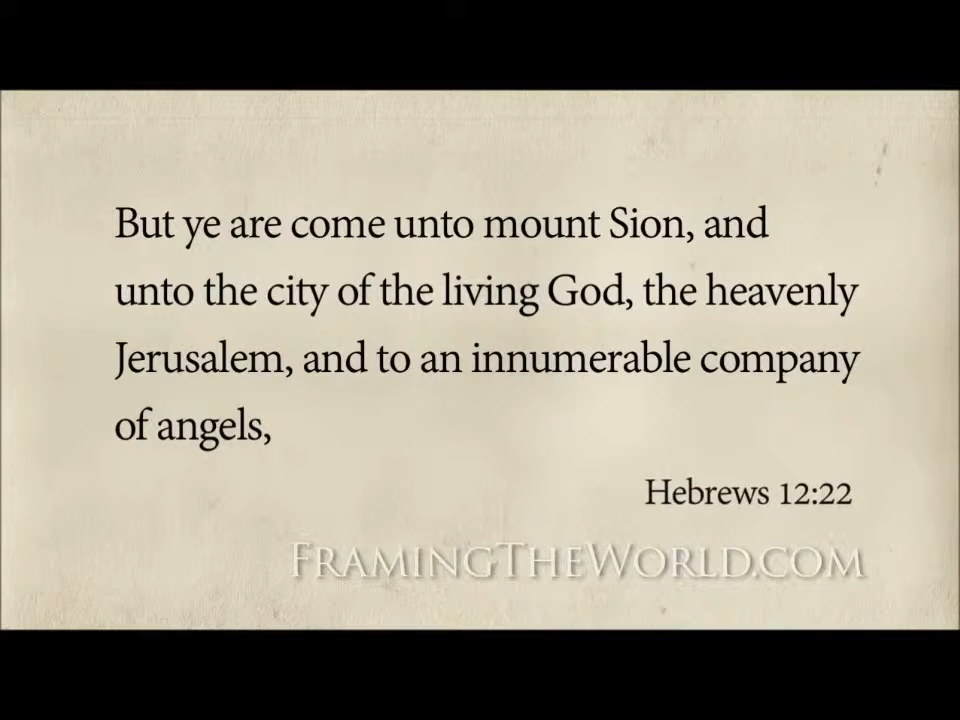 But ye are come unto mount Sion, and
unto the city of the living God, the heavenly
Jerusalem, and to an innumerable company
of angels,
Hebrews 12:22
FRAMINGTHEWORLD.COM